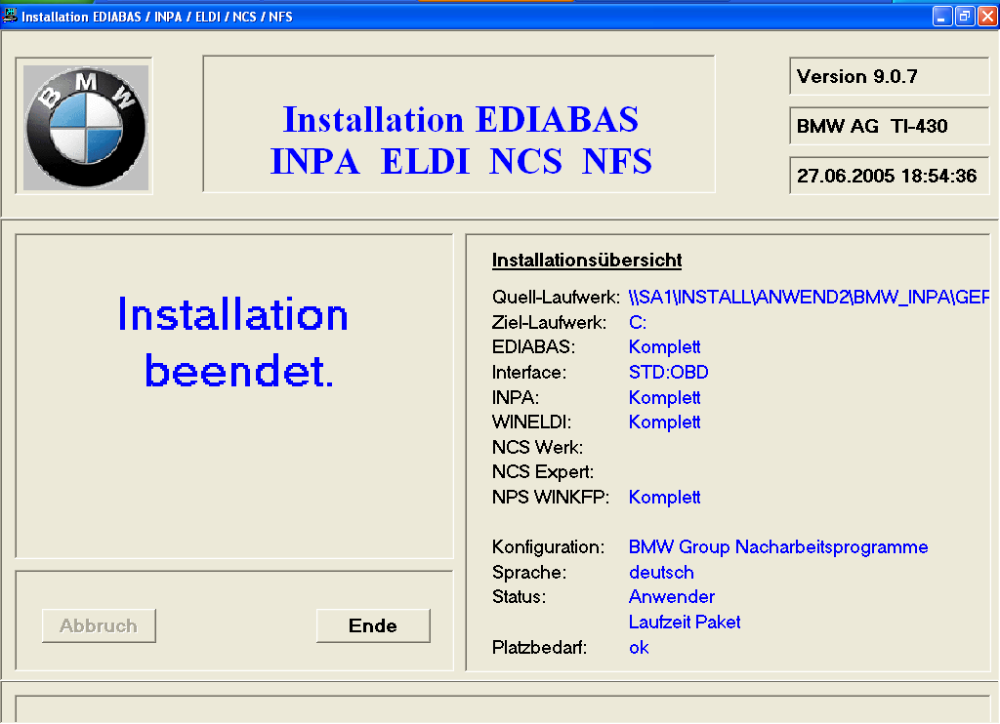 Installation EDIABAS / INPA / ELDI / NCS / NFS
B M W
Installation EDIABAS
INPA ELDI NCS NFS
Version 9.0.7
BMW AG TI-430
27.06.2005 18:54:36
Installation
beendet.
Abbruch
Ende
Installationsübersicht
Quell-Laufwerk: \\SA1\INSTALL\ANWEND2\BMW_INPA\GER
Ziel-Laufwerk: C:
EDIABAS: Komplett
Interface: STD:OBD
INPA: Komplett
WINELDI: Komplett
NCS Werk:
NCS Expert:
NPS WINKFP: Komplett
Konfiguration: BMW Group Nacharbeitsprogramme
Sprache: deutsch
Status: Anwender
Laufzeit Paket
Platzbedarf: ok